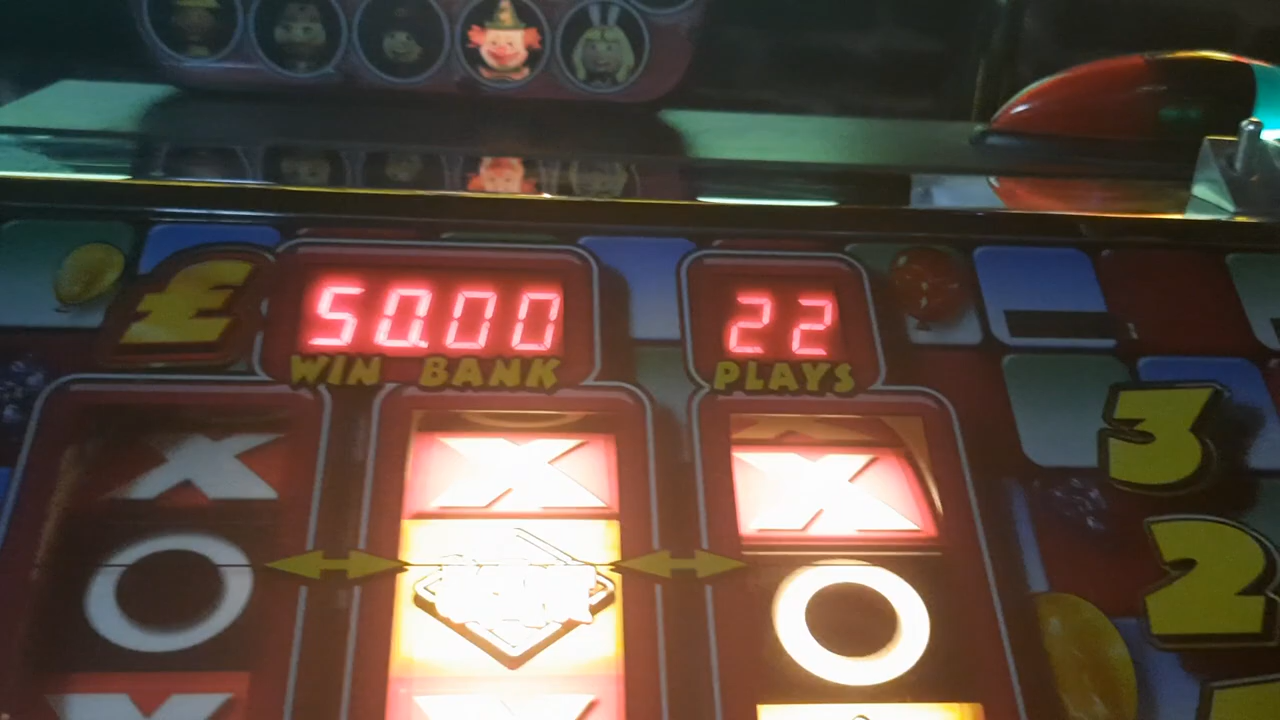 £ 50.00 22
WIN BANK PLAYS
X X X
3
O O
2
X X